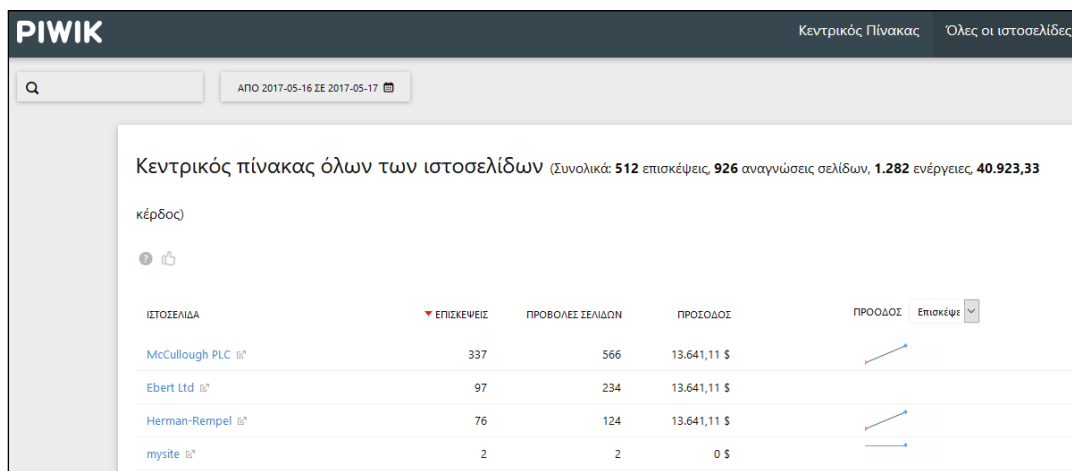 PIWIK Κεντρικός Πίνακας Όλες οι ιστοσελίδες
ΑΠΟ 2017-05-16 ΣΕ 2017-05-17
Κεντρικός πίνακας όλων των ιστοσελίδων (Συνολικά: 512 επισκέψεις, 926 αναγνώσεις σελίδων, 1.282 ενέργειες, 40.923,33
κέρδος)
ΙΣΤΟΣΕΛΙΔΑ ΕΠΙΣΚΕΨΕΙΣ ΠΡΟΒΟΛΕΣ ΣΕΛΙΔΩΝ ΠΡΟΣΟΔΟΣ ΠΡΟΟΔΟΣ Επισκέψε
McCullough PLC 337 566 13.641,11 $
Ebert Ltd 97 234 13.641,11 $
Herman-Rempel 76 124 13.641,11 $
mysite 2 2 0 $